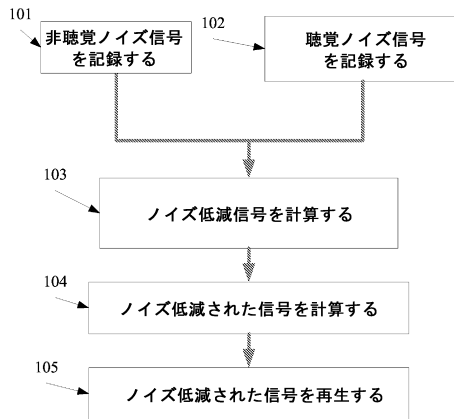 101
非聴覚ノイズ信号
を記録する
102
聴覚ノイズ信号
を記録する
103
ノイズ低減信号を計算する
104
ノイズ低減された信号を計算する
105
ノイズ低減された信号を再生する